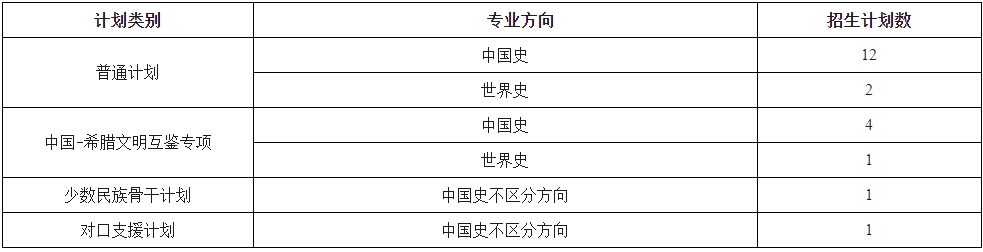 计划类别 专业方向 招生计划数
普通计划 中国史 12
世界史 2
中国-希腊文明互鉴专项 中国史 4
世界史 1
少数民族骨干计划 中国史不区分方向 1
对口支援计划 中国史不区分方向 1